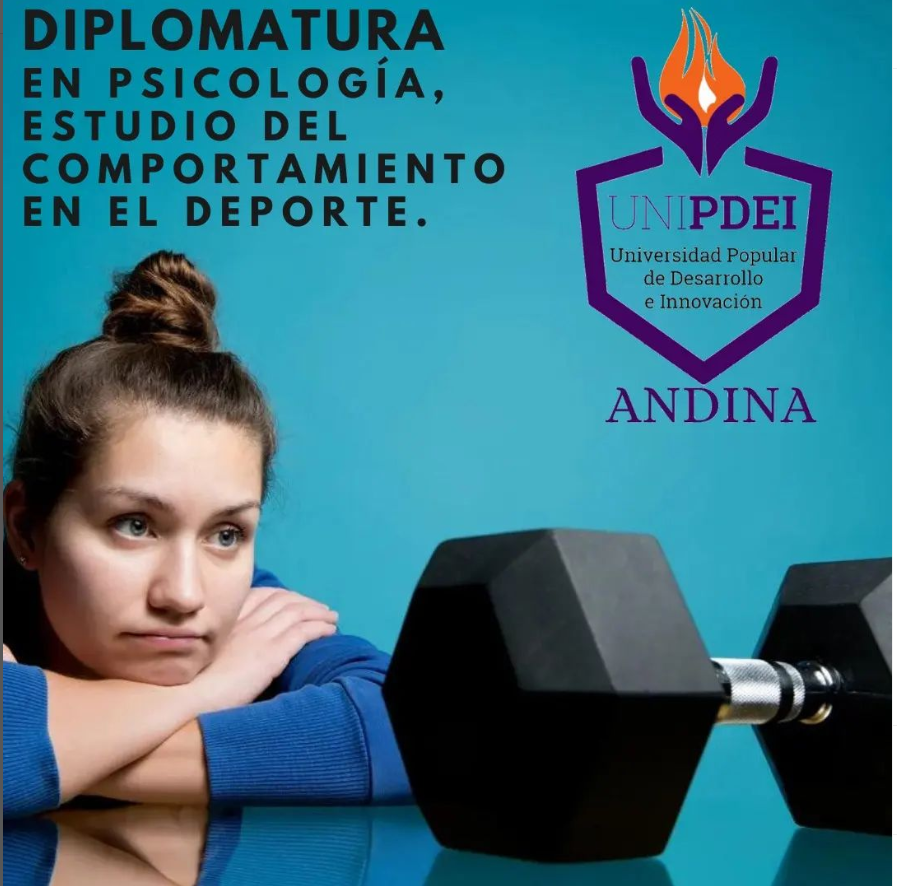 DIPLOMATURA
EN PSICOLOGÍA,
ESTUDIO DEL
COMPORTAMIENTO
EN EL DEPORTE.
UNIPDEI
Universidad Popular
de Desarrollo
e Innovación
ANDINA